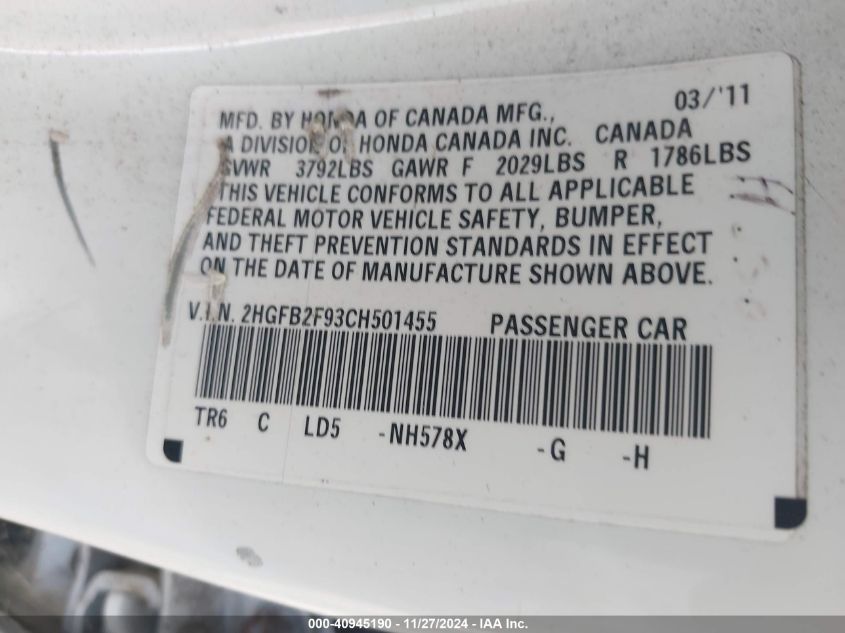 03/'11
MFD. BY HONDA OF CANADA MFG.,
A DIVISION OF HONDA CANADA INC. CANADA
GVWR 3792LBS GAWR F 2029LBS R 1786LBS
THIS VEHICLE CONFORMS TO ALL APPLICABLE
FEDERAL MOTOR VEHICLE SAFETY, BUMPER,
AND THEFT PREVENTION STANDARDS IN EFFECT
ON THE DATE OF MANUFACTURE SHOWN ABOVE.
V.I.N. 2HGFB2F93CH501455 PASSENGER CAR
TR6 C LD5 -NH578X -G -H
000-40945190 - 11/27/2024 - IAA Inc.